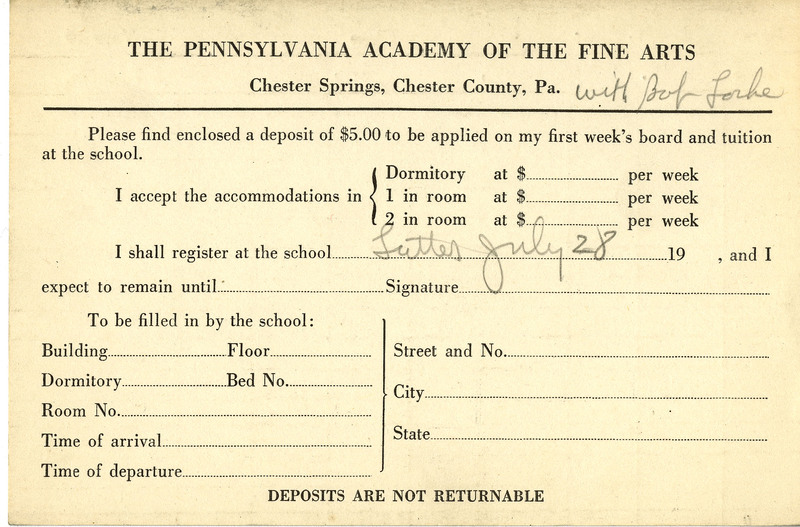 THE PENNSYLVANIA ACADEMY OF THE FINE ARTS
Chester Springs, Chester County, Pa. with Bob
Please find enclosed a deposit of $5.00 to be applied on my first week's board and tuition
at the school.
I accept the accommodations in
Dormitory at $ per week
1 in room at $ per week
2 in room at $ per week
I shall register at the school July 28 19 , and I
expect to remain until Signature
To be filled in by the school:
Building Floor
Dormitory Bed No.
Room No.
Time of arrival
Time of departure
Street and No.
City
State
DEPOSITS ARE NOT RETURNABLE